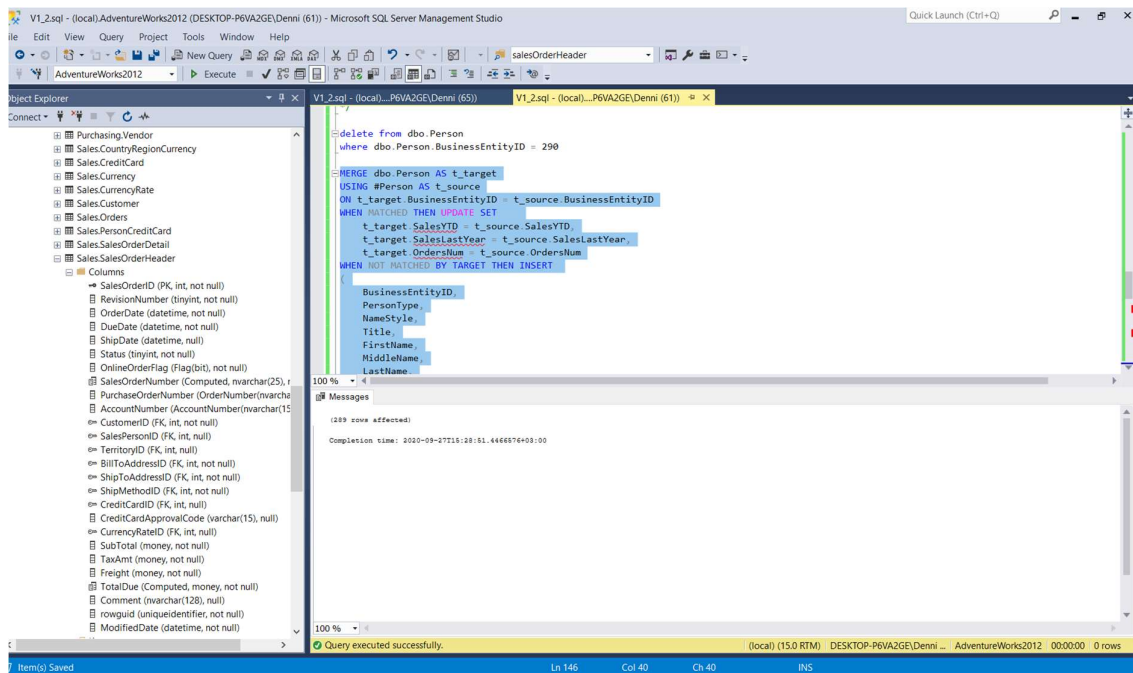 V1_2.sql - (local).AdventureWorks2012 (DESKTOP-P6VA2GE\Denni (61)) - Microsoft SQL Server Management Studio
Quick Launch (Ctrl+Q)
ile Edit View Query Project Tools Window Help
New Query salesOrderHeader
AdventureWorks2012 Execute
Object Explorer
Connect
Purchasing.Vendor
Sales.CountryRegionCurrency
Sales.CreditCard
Sales.Currency
Sales.CurrencyRate
Sales.Customer
Sales.Orders
Sales.PersonCreditCard
Sales.SalesOrderDetail
Sales.SalesOrderHeader
Columns
SalesOrderID (PK, int, not null)
RevisionNumber (tinyint, not null)
OrderDate (datetime, not null)
DueDate (datetime, not null)
ShipDate (datetime, null)
Status (tinyint, not null)
OnlineOrderFlag (Flag(bit), not null)
SalesOrderNumber (Computed, nvarchar(25), r
PurchaseOrderNumber (OrderNumber(nvarcha
AccountNumber (AccountNumber(nvarchar(15
CustomerID (FK, int, not null)
SalesPersonID (FK, int, null)
TerritoryID (FK, int, null)
BillToAddressID (FK, int, not null)
ShipToAddressID (FK, int, not null)
ShipMethodID (FK, int, not null)
CreditCardID (FK, int, null)
CreditCardApprovalCode (varchar(15), null)
CurrencyRateID (FK, int, null)
SubTotal (money, not null)
TaxAmt (money, not null)
Freight (money, not null)
TotalDue (Computed, money, not null)
Comment (nvarchar(128), null)
rowguid (uniqueidentifier, not null)
ModifiedDate (datetime, not null)
V1_2.sql - (local)....P6VA2GE\Denni (65))
V1_2.sql - (local)....P6VA2GE\Denni (61))
*/
delete from dbo.Person
where dbo.Person.BusinessEntityID = 290
MERGE dbo.Person AS t_target
USING #Person AS t_source
ON t_target.BusinessEntityID = t_source.BusinessEntityID
WHEN MATCHED THEN UPDATE SET
t_target.SalesYTD = t_source.SalesYTD,
t_target.SalesLastYear = t_source.SalesLastYear,
t_target.OrdersNum = t_source.OrdersNum
WHEN NOT MATCHED BY TARGET THEN INSERT
(
BusinessEntityID,
PersonType,
NameStyle,
Title,
FirstName,
MiddleName,
LastName,
100 %
Messages
(289 rows affected)
Completion time: 2020-09-27T15:28:51.4466576+03:00
100 %
Query executed successfully.
(local) (15.0 RTM) DESKTOP-P6VA2GE\Denni ... AdventureWorks2012 00:00:00 0 rows
Item(s) Saved
Ln 146 Col 40 Ch 40 INS